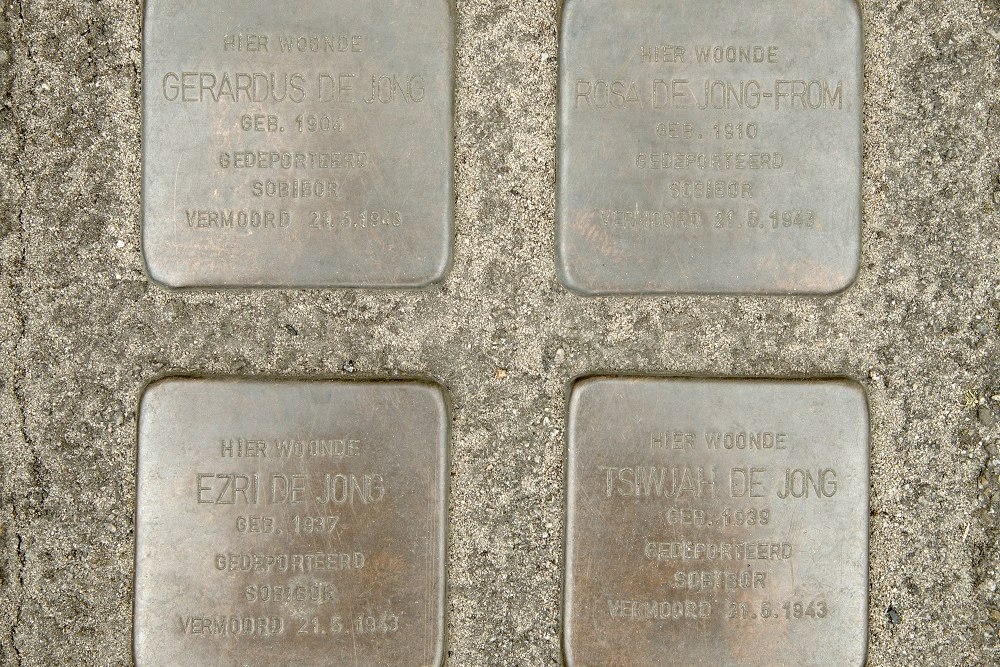 HIER WOONDE
GERARDUS DE JONG
GEB. 1904
GEDEPORTEERD
SOBIBOR
VERMOORD 21.5.1943
HIER WOONDE
ROSA DE JONG-FROM
GEB. 1910
GEDEPORTEERD
SOBIBOR
VERMOORD 21.5.1943
HIER WOONDE
EZRI DE JONG
GEB. 1937
GEDEPORTEERD
SOBIBOR
VERMOORD 21.5.1943
HIER WOONDE
TSIWJAH DE JONG
GEB. 1939
GEDEPORTEERD
SOBIBOR
VERMOORD 21.5.1943